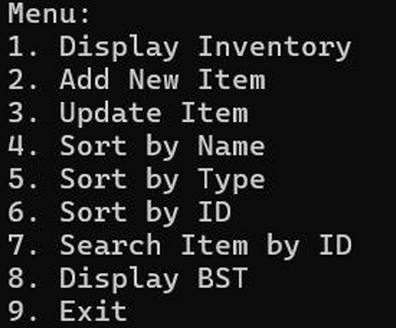 Menu:
1. Display Inventory
2. Add New Item
3. Update Item
4. Sort by Name
5. Sort by Type
6. Sort by ID
7. Search Item by ID
8. Display BST
9. Exit